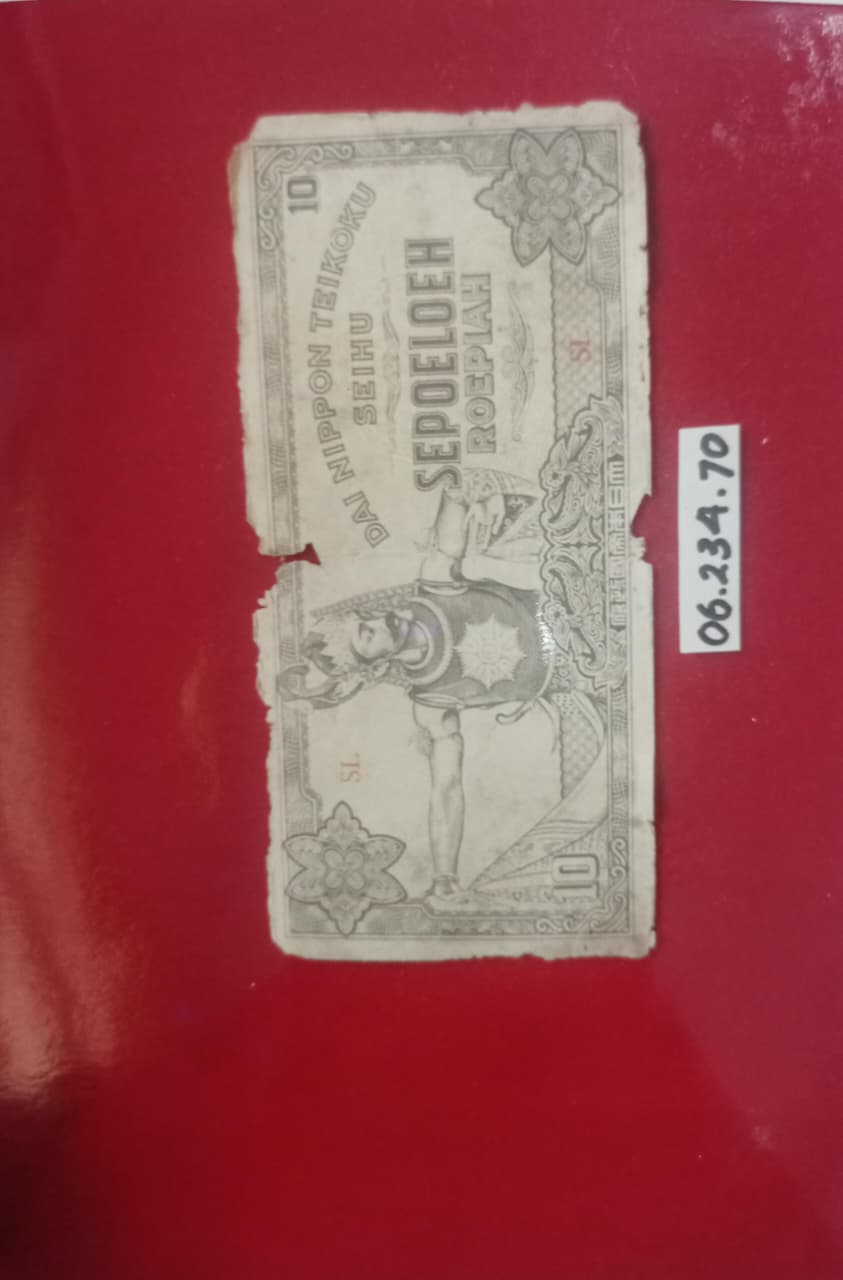 10
DAI NIPPON TEIKOKU
SEIHU
SEPOELOEH
ROEPIAH
SL
SL
10
06.234.70